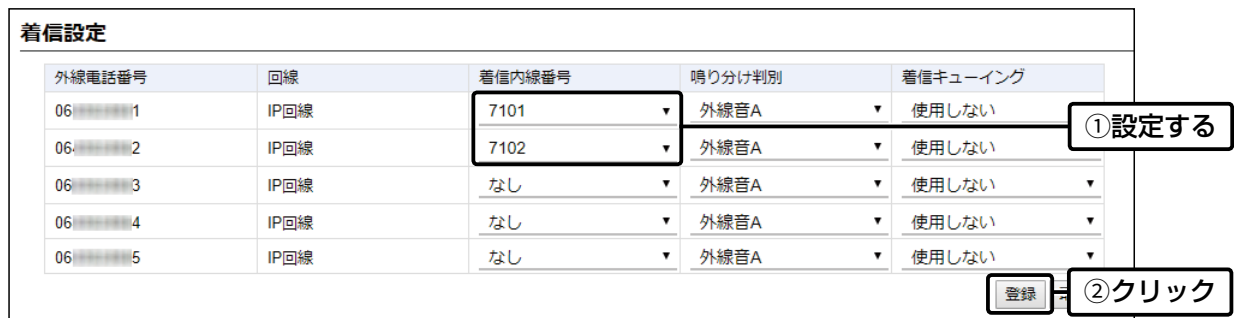 着信設定
外線電話番号 回線 着信内線番号 鳴り分け判別 着信キューイング
06 1 IP回線 7101 外線音A 使用しない
①設定する
06 2 IP回線 7102 外線音A 使用しない
06 3 IP回線 なし 外線音A 使用しない
06 4 IP回線 なし 外線音A 使用しない
06 5 IP回線 なし 外線音A 使用しない
登録
②クリック